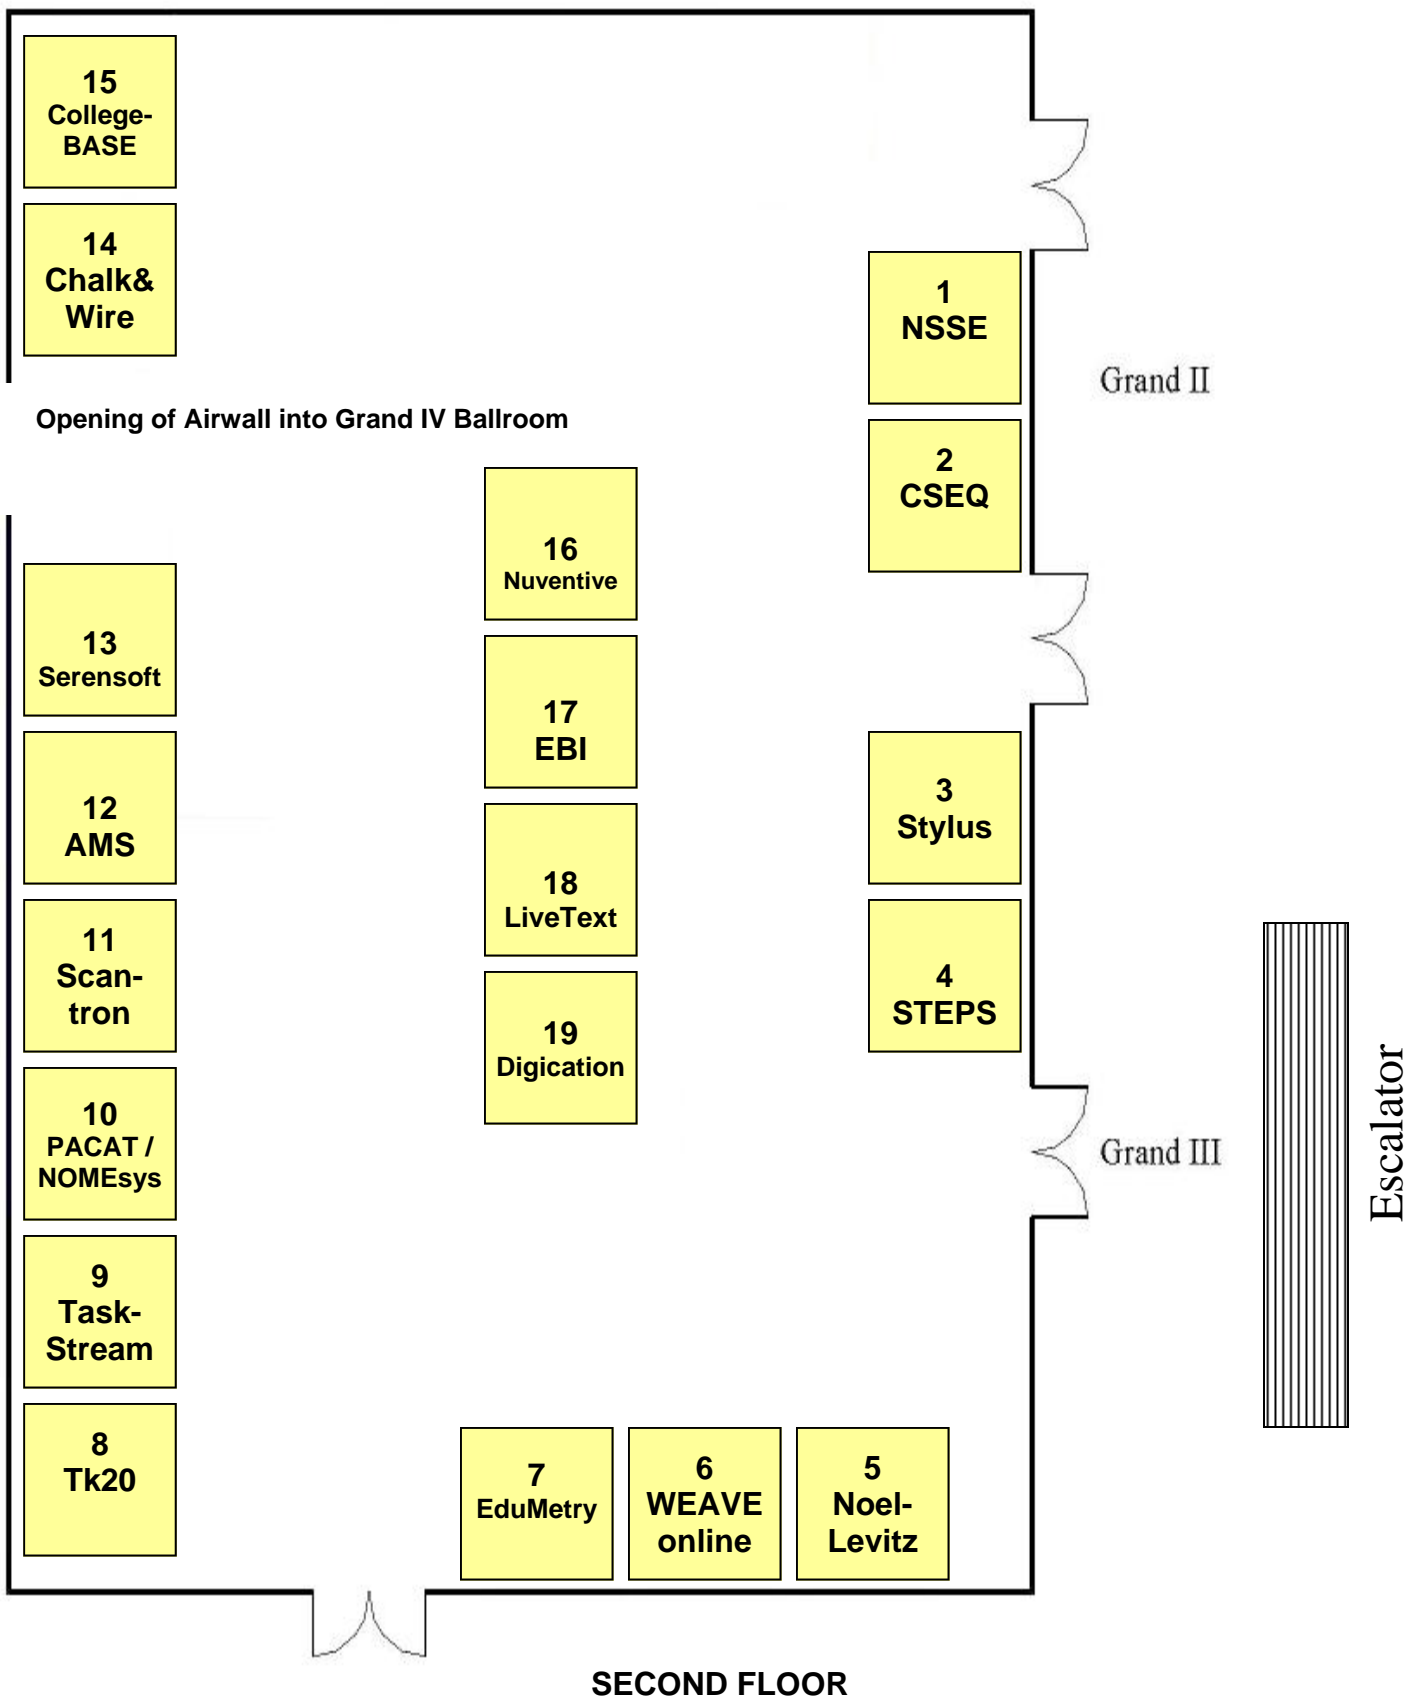 15
College-
BASE
14
Chalk&
Wire
1
NSSE
Grand II
Opening of Airwall into Grand IV Ballroom
2
CSEQ
16
Nuventive
13
Serensoft
17
EBI
12
AMS
3
Stylus
18
LiveText
11
Scan-
tron
4
STEPS
19
Digication
10
PACAT /
NOMEsys
Grand III
Escalator
9
Task-
Stream
8
Tk20
7
EduMetry
6
WEAVE
online
5
Noel-
Levitz
SECOND FLOOR